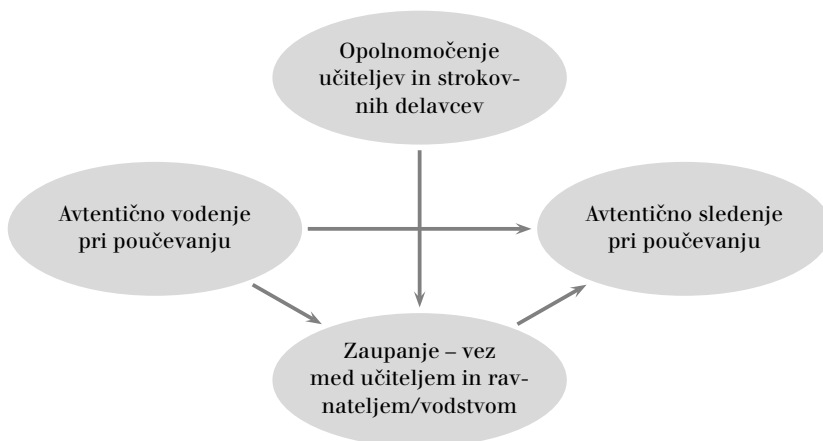 Opolnomočenje
učiteljev in strokov-
nih delavcev
Avtentično vodenje
pri poučevanju
Avtentično sledenje
pri poučevanju
Zaupanje – vez
med učiteljem in rav-
nateljem/vodstvom